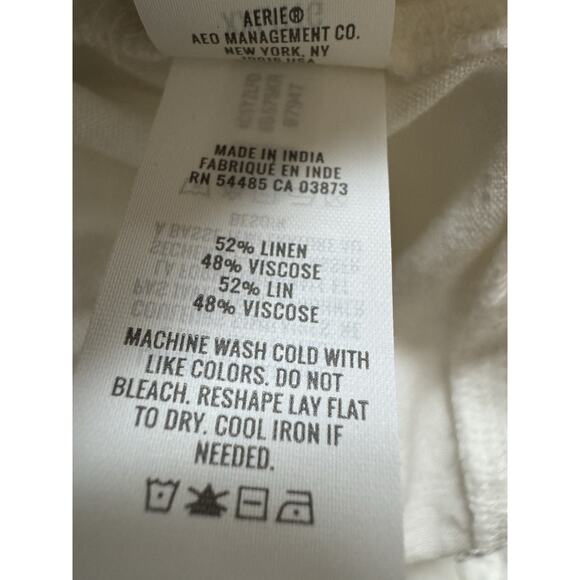 AERIE®
AEO MANAGEMENT CO.
NEW YORK, NY
10016 USA
MADE IN INDIA
FABRIQUÉ EN INDE
RN 54485 CA 03873
52% LINEN
48% VISCOSE
52% LIN
48% VISCOSE
MACHINE WASH COLD WITH
LIKE COLORS. DO NOT
BLEACH. RESHAPE LAY FLAT
TO DRY. COOL IRON IF
NEEDED.